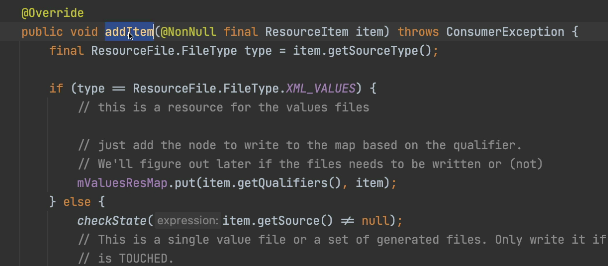 @Override
public void addItem(@NonNull final ResourceItem item) throws ConsumerException {
final ResourceFile.FileType type = item.getSourceType();
if (type == ResourceFile.FileType.XML_VALUES) {
// this is a resource for the values files
// just add the node to write to the map based on the qualifier.
// We'll figure out later if the files needs to be written or (not)
mValuesResMap.put(item.getQualifiers(), item);
} else {
checkState( expression: item.getSource() != null);
// This is a single value file or a set of generated files. Only write it if
// is TOUCHED.